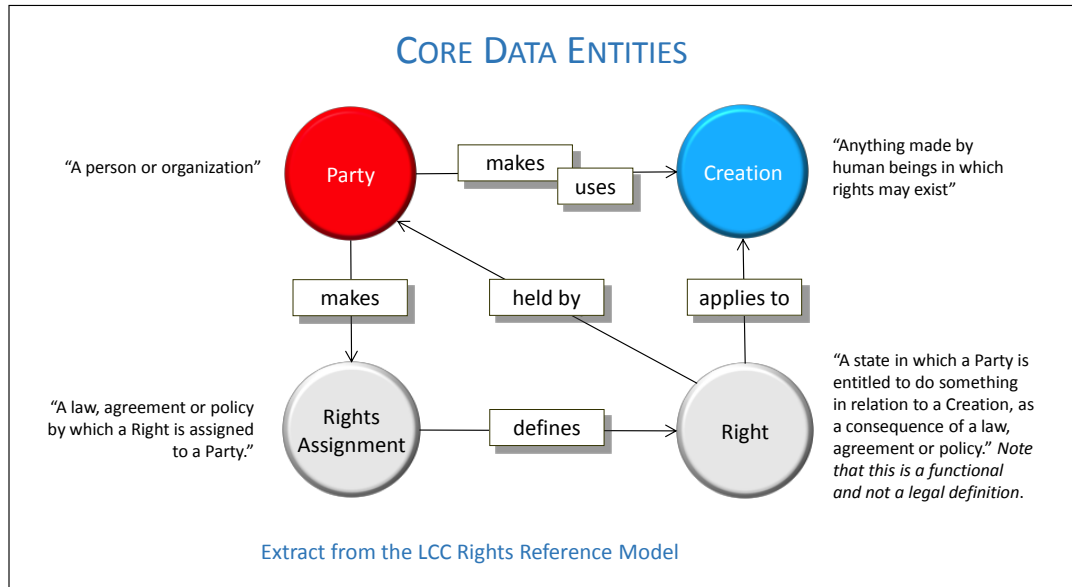 CORE DATA ENTITIES
“A person or organization”
Party
makes
uses
Creation
“Anything made by
human beings in which
rights may exist”
makes
held by
applies to
“A law, agreement or policy
by which a Right is assigned
to a Party.”
Rights
Assignment
defines
Right
“A state in which a Party is
entitled to do something
in relation to a Creation, as
a consequence of a law,
agreement or policy.” Note
that this is a functional
and not a legal definition.
Extract from the LCC Rights Reference Model